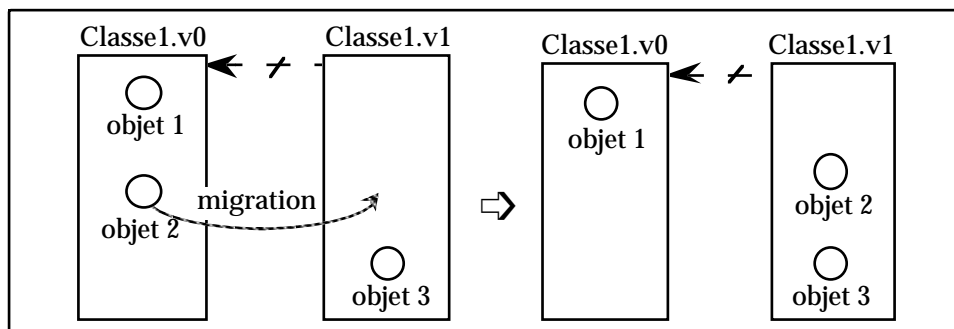 Classe1.v0
Classe1.v1
Classe1.v0
Classe1.v1
objet 1
objet 1
migration
objet 2
objet 2
objet 3
objet 3